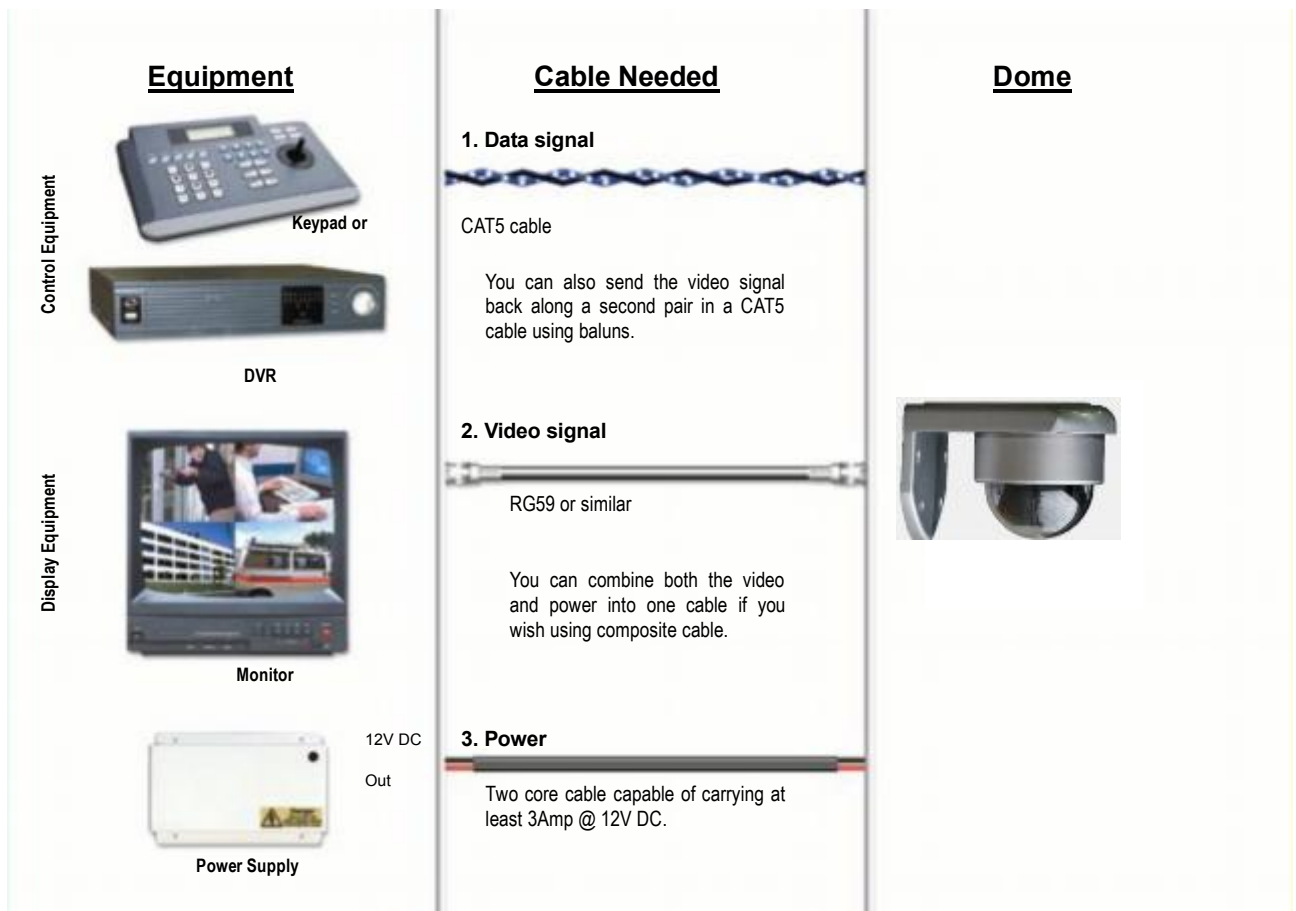 Equipment
Cable Needed
Dome
Control Equipment
Keypad or
DVR
1. Data signal
CAT5 cable
You can also send the video signal
back along a second pair in a CAT5
cable using baluns.
Display Equipment
Monitor
2. Video signal
RG59 or similar
You can combine both the video
and power into one cable if you
wish using composite cable.
12V DC
Out
Power Supply
3. Power
Two core cable capable of carrying at
least 3Amp @ 12V DC.